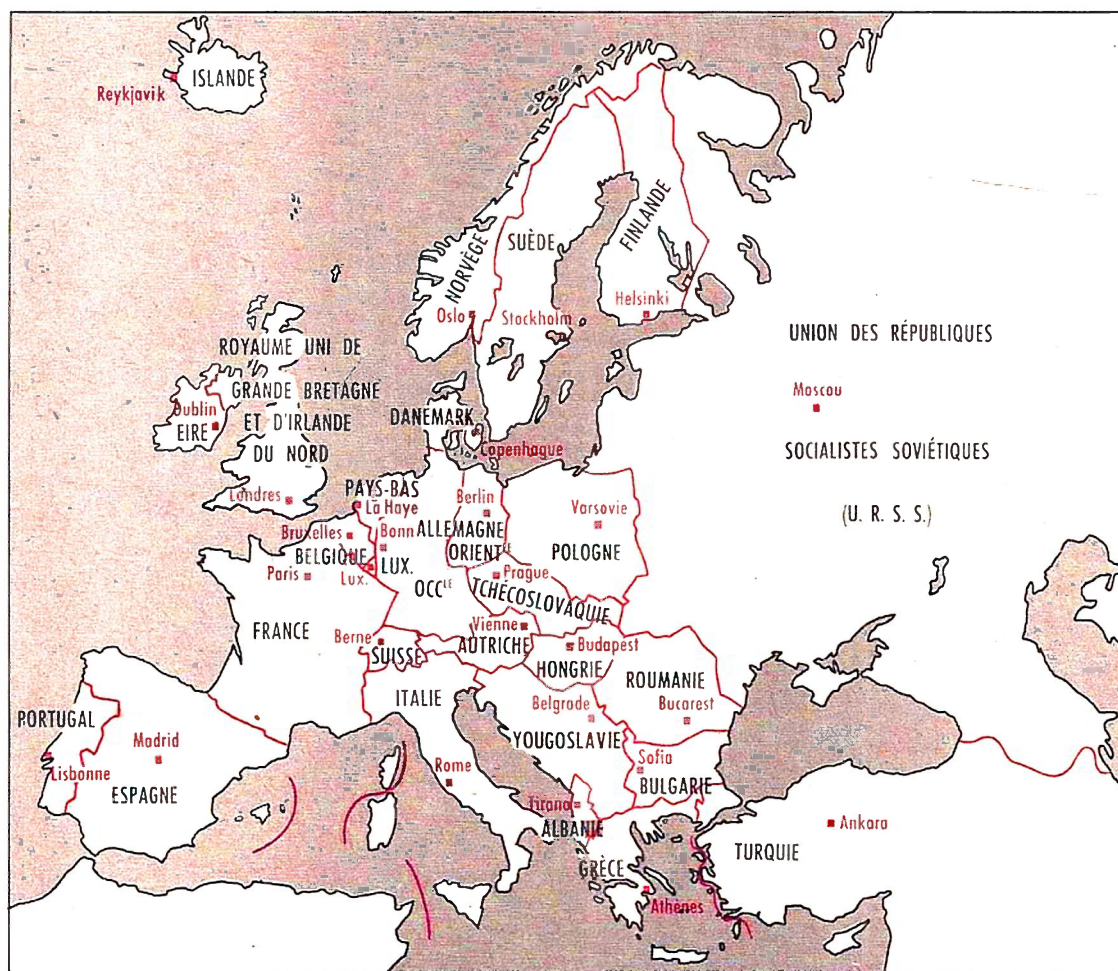 ISLANDE
Reykjavik
NORVÈGE
SUÈDE
FINLANDE
Oslo
Stockholm
Helsinki
ROYAUME UNI DE
GRANDE BRETAGNE
ET D'IRLANDE
DU NORD
Dublin
EIRE
Londres
DANEMARK
Copenhague
UNION DES RÉPUBLIQUES
Moscou
SOCIALISTES SOVIÉTIQUES
(U. R. S. S.)
PAYS-BAS
La Haye
Berlin
Varsovie
Bruxelles
Bonn
ALLEMAGNE
ORIENTLE
POLOGNE
BELGIQUE
LUX.
Paris
Lux.
OCCLE
Prague
TCHÉCOSLOVAQUIE
FRANCE
Berne
SUISSE
Vienne
AUTRICHE
Budapest
HONGRIE
ROUMANIE
ITALIE
Belgrade
Bucarest
PORTUGAL
Madrid
Lisbonne
ESPAGNE
YOUGOSLAVIE
Rome
Sofia
BULGARIE
Tirana
ALBANIE
GRÈCE
Athènes
TURQUIE
Ankara